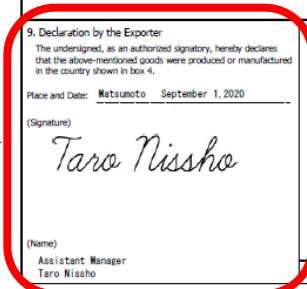 9. Declaration by the Exporter
The undersigned, as an authorized signatory, hereby declares
that the above-mentioned goods were produced or manufactured
in the country shown in box 4.
Place and Date: Matsumoto September 1, 2020
(Signature)
Taro Nissho
(Name)
Assistant Manager
Taro Nissho